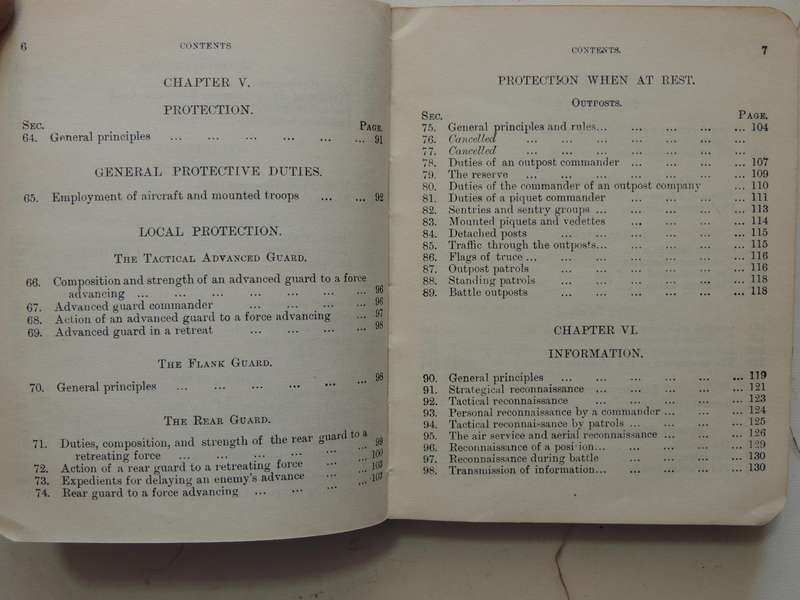 6 CONTENTS
CHAPTER V.
PROTECTION.
SEC. PAGE.
64. General principles ... ... ... ... ... ... 91
GENERAL PROTECTIVE DUTIES.
65. Employment of aircraft and mounted troops ... ... 92
LOCAL PROTECTION.
THE TACTICAL ADVANCED GUARD.
66. Composition and strength of an advanced guard to a force
advancing ... ... ... ... ... ... ... 96
67. Advanced guard commander ... ... ... ... 96
68. Action of an advanced guard to a force advancing ... 97
69. Advanced guard in a retreat ... ... ... ... 98
THE FLANK GUARD.
70. General principles ... ... ... ... ... ... 98
THE REAR GUARD.
71. Duties, composition, and strength of the rear guard to a
retreating force ... ... ... ... ... ... 99
72. Action of a rear guard to a retreating force ... ... 100
73. Expedients for delaying an enemy's advance ... ... 103
74. Rear guard to a force advancing ... ... ... ... 103
CONTENTS. 7
PROTECTION WHEN AT REST.
OUTPOSTS.
SEC. PAGE.
75. General principles and rules... ... ... ... ... 104
76. Cancelled ... ... ... ... ... ... ...
77. Cancelled ... ... ... ... ... ... ...
78. Duties of an outpost commander ... ... ... ... 107
79. The reserve ... ... ... ... ... ... ... 109
80. Duties of the commander of an outpost company ... 110
81. Duties of a piquet commander ... ... ... ... 111
82. Sentries and sentry groups ... ... ... ... ... 113
83. Mounted piquets and vedettes ... ... ... ... 114
84. Detached posts ... ... ... ... ... ... 115
85. Traffic through the outposts... ... ... ... ... 115
86. Flags of truce ... ... ... ... ... ... ... 116
87. Outpost patrols ... ... ... ... ... ... 116
88. Standing patrols ... ... ... ... ... ... 118
89. Battle outposts ... ... ... ... ... ... 118
CHAPTER VI.
INFORMATION.
90. General principles ... ... ... ... ... ... 119
91. Strategical reconnaissance ... ... ... ... ... 121
92. Tactical reconnaissance ... ... ... ... ... 123
93. Personal reconnaissance by a commander ... ... ... 124
94. Tactical reconnai-sance by patrols ... ... ... ... 125
95. The air service and aerial reconnaissance ... ... ... 126
96. Reconnaissance of a posi ion... ... ... ... ... 129
97. Reconnaissance during battle ... ... ... ... 130
98. Transmission of information... ... ... ... ... 130